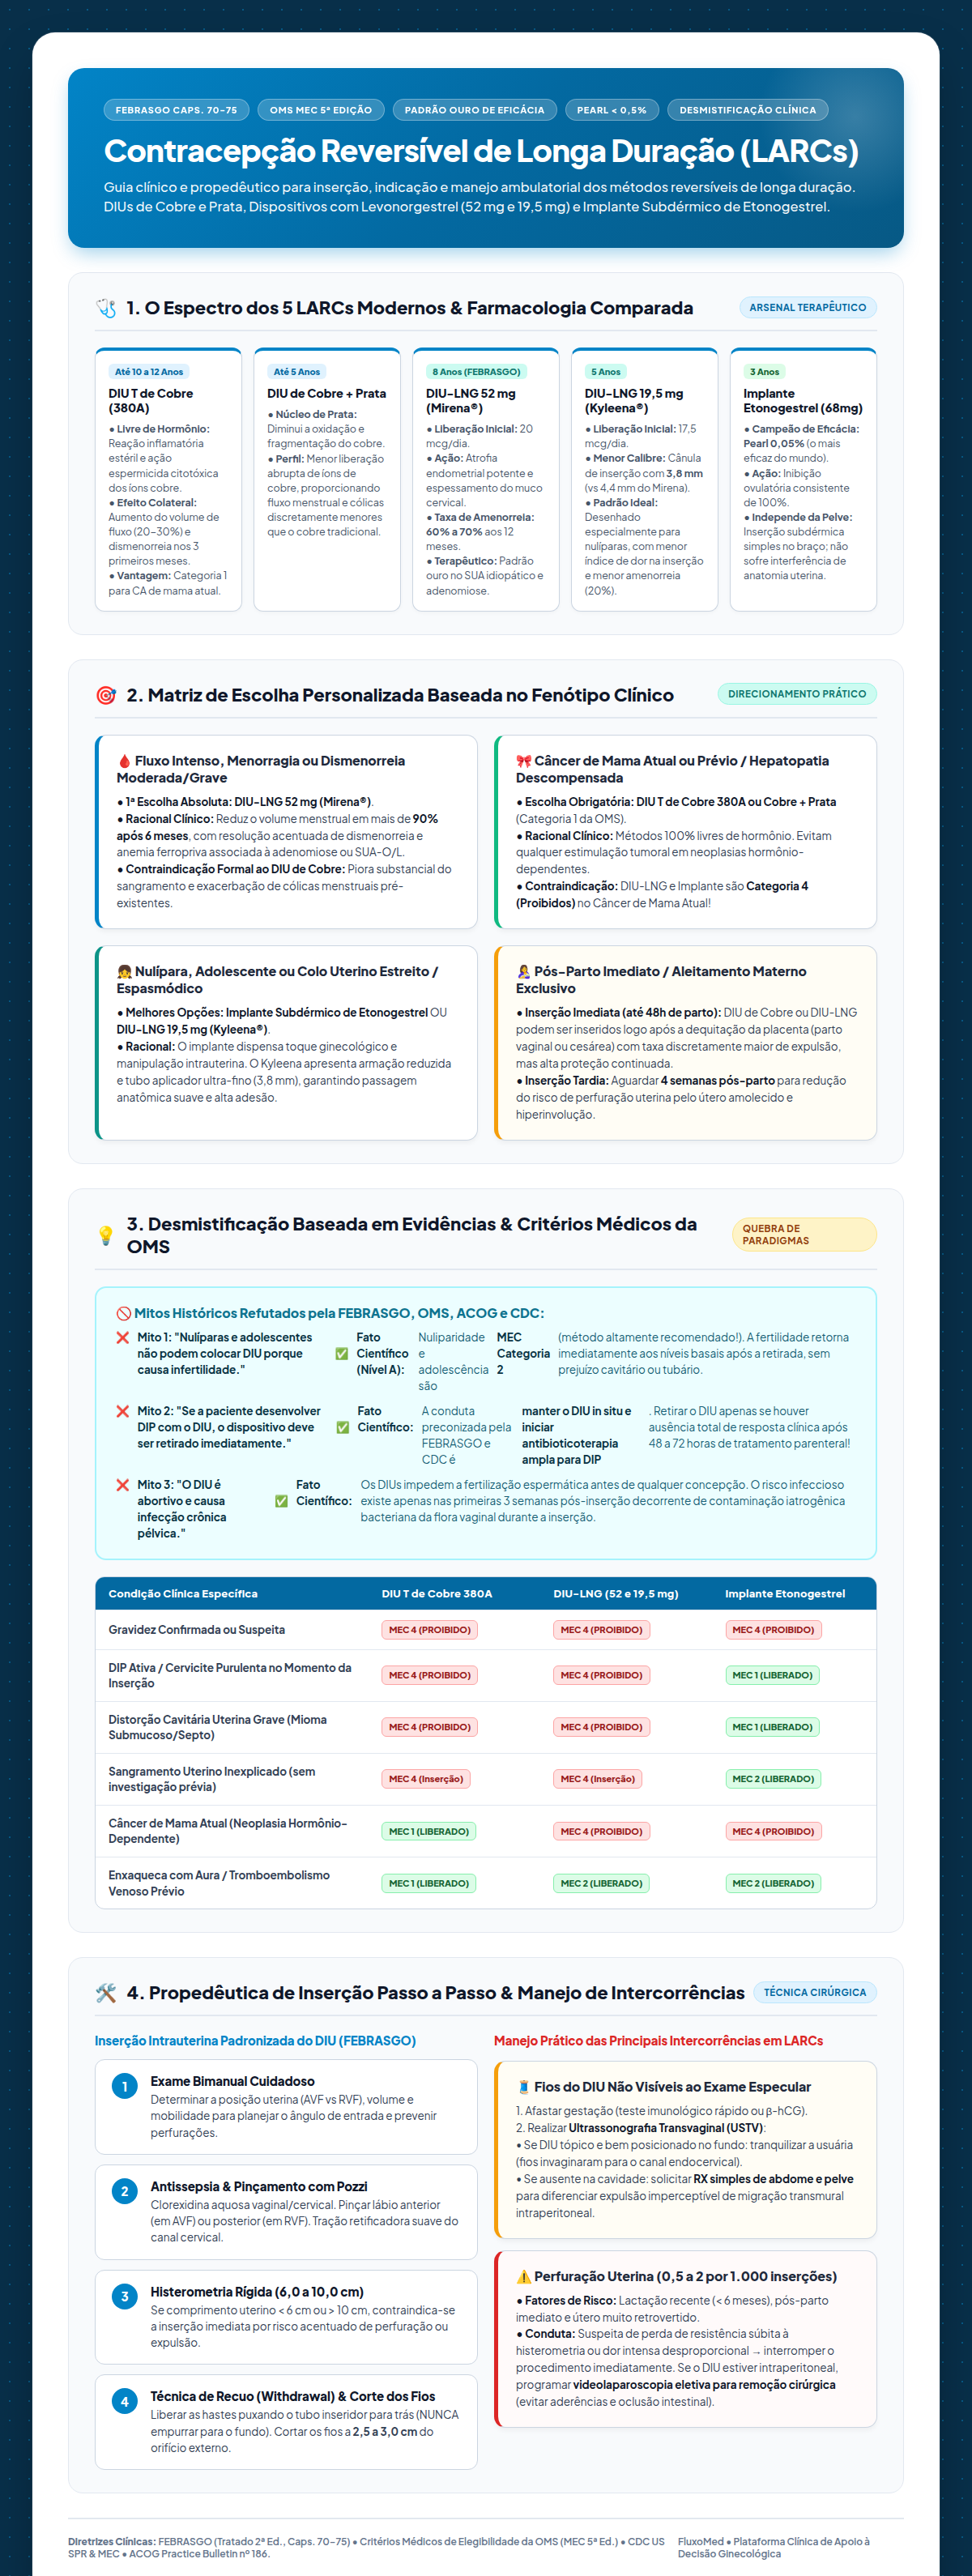 FEBRASGO CAPS. 70-75
OMS MEC 5ª EDIÇÃO
PADRÃO OURO DE EFICÁCIA
PEARL < 0,5%
DESMISTIFICAÇÃO CLÍNICA
Contracepção Reversível de Longa Duração (LARCs)
Guia clínico e propedêutico para inserção, indicação e manejo ambulatorial dos métodos reversíveis de longa duração.
DIUs de Cobre e Prata, Dispositivos com Levonorgestrel (52 mg e 19,5 mg) e Implante Subdérmico de Etonogestrel.
🩺 1. O Espectro dos 5 LARCs Modernos & Farmacologia Comparada
ARSENAL TERAPÊUTICO
Até 10 a 12 Anos
DIU T de Cobre
(380A)
• Livre de Hormônio:
Reação inflamatória
estéril e ação
espermicida citotóxica
dos íons cobre.
• Efeito Colateral:
Aumento do volume de
fluxo (20-30%) e
dismenorreia nos 3
primeiros meses.
• Vantagem: Categoria 1
para CA de mama atual.
Até 5 Anos
DIU de Cobre + Prata
• Núcleo de Prata:
Diminui a oxidação e
fragmentação do cobre.
• Perfil: Menor liberação
abrupta de íons de
cobre, proporcionando
fluxo menstrual e cólicas
discretamente menores
que o cobre tradicional.
8 Anos (FEBRASGO)
DIU-LNG 52 mg
(Mirena®)
• Liberação Inicial: 20
mcg/dia.
• Ação: Atrofia
endometrial potente e
espessamento do muco
cervical.
• Taxa de Amenorreia:
60% a 70% aos 12
meses.
• Terapêutico: Padrão
ouro no SUA idiopático e
adenomiose.
5 Anos
DIU-LNG 19,5 mg
(Kyleena®)
• Liberação Inicial: 17,5
mcg/dia.
• Menor Calibre: Cânula
de inserção com 3,8 mm
(vs 4,4 mm do Mirena).
• Padrão Ideal:
Desenhado
especialmente para
nulíparas, com menor
índice de dor na inserção
e menor amenorreia
(20%).
3 Anos
Implante
Etonogestrel (68mg)
• Campeão de Eficácia:
Pearl 0,05% (o mais
eficaz do mundo).
• Ação: Inibição
ovulatória consistente
de 100%.
• Independe da Pelve:
Inserção subdérmica
simples no braço; não
sofre interferência de
anatomia uterina.
🎯 2. Matriz de Escolha Personalizada Baseada no Fenótipo Clínico
DIRECIONAMENTO PRÁTICO
🩸 Fluxo Intenso, Menorragia ou Dismenorreia
Moderada/Grave
• 1ª Escolha Absoluta: DIU-LNG 52 mg (Mirena®).
• Racional Clínico: Reduz o volume menstrual em mais de 90%
após 6 meses, com resolução acentuada de dismenorreia e
anemia ferropriva associada à adenomiose ou SUA-O/L.
• Contraindicação Formal ao DIU de Cobre: Piora substancial do
sangramento e exacerbação de cólicas menstruais pré-
existentes.
🎀 Câncer de Mama Atual ou Prévio / Hepatopatia
Descompensada
• Escolha Obrigatória: DIU T de Cobre 380A ou Cobre + Prata
(Categoria 1 da OMS).
• Racional Clínico: Métodos 100% livres de hormônio. Evitam
qualquer estimulação tumoral em neoplasias hormônio-
dependentes.
• Contraindicação: DIU-LNG e Implante são Categoria 4
(Proibidos) no Câncer de Mama Atual!
👧 Nulípara, Adolescente ou Colo Uterino Estreito /
Espasmódico
• Melhores Opções: Implante Subdérmico de Etonogestrel OU
DIU-LNG 19,5 mg (Kyleena®).
• Racional: O implante dispensa toque ginecológico e
manipulação intrauterina. O Kyleena apresenta armação reduzida
e tubo aplicador ultra-fino (3,8 mm), garantindo passagem
anatômica suave e alta adesão.
🤱 Pós-Parto Imediato / Aleitamento Materno
Exclusivo
• Inserção Imediata (até 48h de parto): DIU de Cobre ou DIU-LNG
podem ser inseridos logo após a dequitação da placenta (parto
vaginal ou cesárea) com taxa discretamente maior de expulsão,
mas alta proteção continuada.
• Inserção Tardia: Aguardar 4 semanas pós-parto para redução
do risco de perfuração uterina pelo útero amolecido e
hiperinvolução.
💡 3. Desmistificação Baseada em Evidências & Critérios Médicos da
OMS
QUEBRA DE
PARADIGMAS
🚫 Mitos Históricos Refutados pela FEBRASGO, OMS, ACOG e CDC:
❌ Mito 1: "Nulíparas e adolescentes
não podem colocar DIU porque
causa infertilidade."
✅ Fato
Científico
(Nível A):
Nuliparidade
e
adolescência
são
MEC
Categoria
2
(método altamente recomendado!). A fertilidade retorna
imediatamente aos níveis basais após a retirada, sem
prejuízo cavitário ou tubário.
❌ Mito 2: "Se a paciente desenvolver
DIP com o DIU, o dispositivo deve
ser retirado imediatamente."
✅ Fato
Científico:
A conduta
preconizada pela
FEBRASGO e
CDC é
manter o DIU in situ e
iniciar
antibioticoterapia
ampla para DIP
. Retirar o DIU apenas se houver
ausência total de resposta clínica após
48 a 72 horas de tratamento parenteral!
❌ Mito 3: "O DIU é
abortivo e causa
infecção crônica
pélvica."
✅ Fato
Científico:
Os DIUs impedem a fertilização espermática antes de qualquer concepção. O risco infeccioso
existe apenas nas primeiras 3 semanas pós-inserção decorrente de contaminação iatrogênica
bacteriana da flora vaginal durante a inserção.
Condição Clínica Específica DIU T de Cobre 380A DIU-LNG (52 e 19,5 mg) Implante Etonogestrel
Gravidez Confirmada ou Suspeita MEC 4 (PROIBIDO) MEC 4 (PROIBIDO) MEC 4 (PROIBIDO)
DIP Ativa / Cervicite Purulenta no Momento da
Inserção
MEC 4 (PROIBIDO) MEC 4 (PROIBIDO) MEC 1 (LIBERADO)
Distorção Cavitária Uterina Grave (Mioma
Submucoso/Septo)
MEC 4 (PROIBIDO) MEC 4 (PROIBIDO) MEC 1 (LIBERADO)
Sangramento Uterino Inexplicado (sem
investigação prévia)
MEC 4 (Inserção) MEC 4 (Inserção) MEC 2 (LIBERADO)
Câncer de Mama Atual (Neoplasia Hormônio-
Dependente)
MEC 1 (LIBERADO) MEC 4 (PROIBIDO) MEC 4 (PROIBIDO)
Enxaqueca com Aura / Tromboembolismo
Venoso Prévio
MEC 1 (LIBERADO) MEC 2 (LIBERADO) MEC 2 (LIBERADO)
🛠️ 4. Propedêutica de Inserção Passo a Passo & Manejo de Intercorrências
TÉCNICA CIRÚRGICA
Inserção Intrauterina Padronizada do DIU (FEBRASGO)
1 Exame Bimanual Cuidadoso
Determinar a posição uterina (AVF vs RVF), volume e
mobilidade para planejar o ângulo de entrada e prevenir
perfurações.
2 Antissepsia & Pinçamento com Pozzi
Clorexidina aquosa vaginal/cervical. Pinçar lábio anterior
(em AVF) ou posterior (em RVF). Tração retificadora suave do
canal cervical.
3 Histerometria Rígida (6,0 a 10,0 cm)
Se comprimento uterino < 6 cm ou > 10 cm, contraindica-se
a inserção imediata por risco acentuado de perfuração ou
expulsão.
4 Técnica de Recuo (Withdrawal) & Corte dos Fios
Liberar as hastes puxando o tubo inseridor para trás (NUNCA
empurrar para o fundo). Cortar os fios a 2,5 a 3,0 cm do
orifício externo.
Manejo Prático das Principais Intercorrências em LARCs
🧵 Fios do DIU Não Visíveis ao Exame Especular
1. Afastar gestação (teste imunológico rápido ou β-hCG).
2. Realizar Ultrassonografia Transvaginal (USTV):
• Se DIU tópico e bem posicionado no fundo: tranquilizar a usuária
(fios invaginaram para o canal endocervical).
• Se ausente na cavidade: solicitar RX simples de abdome e pelve
para diferenciar expulsão imperceptível de migração transmural
intraperitoneal.
⚠️ Perfuração Uterina (0,5 a 2 por 1.000 inserções)
• Fatores de Risco: Lactação recente (< 6 meses), pós-parto
imediato e útero muito retrovertido.
• Conduta: Suspeita de perda de resistência súbita à
histerometria ou dor intensa desproporcional → interromper o
procedimento imediatamente. Se o DIU estiver intraperitoneal,
programar videolaparoscopia eletiva para remoção cirúrgica
(evitar aderências e oclusão intestinal).
Diretrizes Clínicas: FEBRASGO (Tratado 2ª Ed., Caps. 70-75) • Critérios Médicos de Elegibilidade da OMS (MEC 5ª Ed.) • CDC US
SPR & MEC • ACOG Practice Bulletin nº 186.
FluxoMed • Plataforma Clínica de Apoio à
Decisão Ginecológica